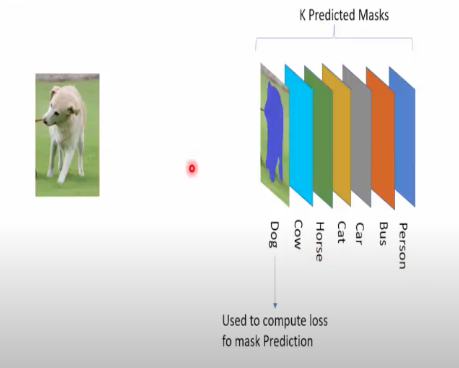 K Predicted Masks
Dog
Cow
Horse
Cat
Car
Bus
Person
Used to compute loss
fo mask Prediction